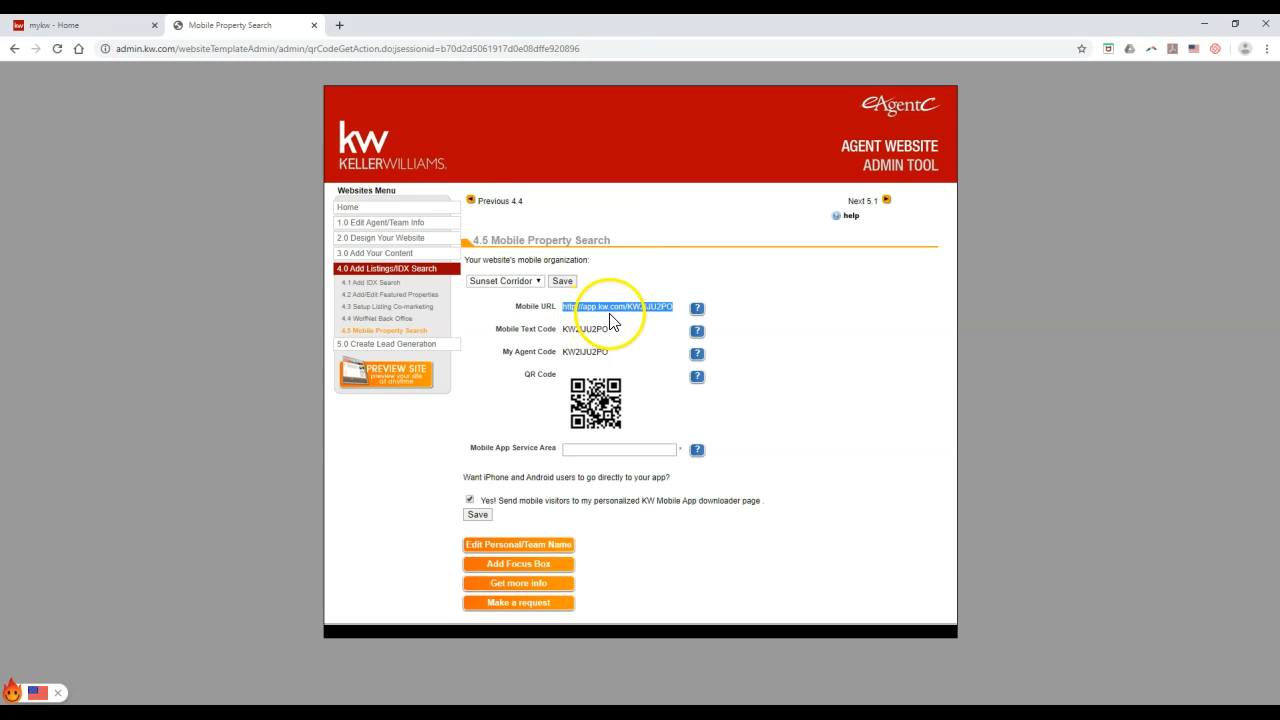 kw mykw - Home
Mobile Property Search
admin.kw.com/websiteTemplateAdmin/admin/qrCodeGetAction.do;jsessionid=b70d2d5061917d0e08dffe920896
eAgentC
kw
KELLERWILLIAMS.
AGENT WEBSITE
ADMIN TOOL
Websites Menu
Home
1.0 Edit Agent/Team Info
2.0 Design Your Website
3.0 Add Your Content
4.0 Add Listings/IDX Search
4.1 Add IDX Search
4.2 Add/Edit Featured Properties
4.3 Setup Listing Co-marketing
4.4 WolfNet Back Office
4.5 Mobile Property Search
5.0 Create Lead Generation
PREVIEW SITE
preview your site
at anytime
Previous 4.4
Next 5.1
? help
4.5 Mobile Property Search
Your website's mobile organization:
Sunset Corridor Save
Mobile URL http://app.kw.com/KW2IJU2PO ?
Mobile Text Code KW2IJU2PO ?
My Agent Code KW2IJU2PO ?
QR Code ?
Mobile App Service Area * ?
Want iPhone and Android users to go directly to your app?
Yes! Send mobile visitors to my personalized KW Mobile App downloader page .
Save
Edit Personal/Team Name
Add Focus Box
Get more info
Make a request